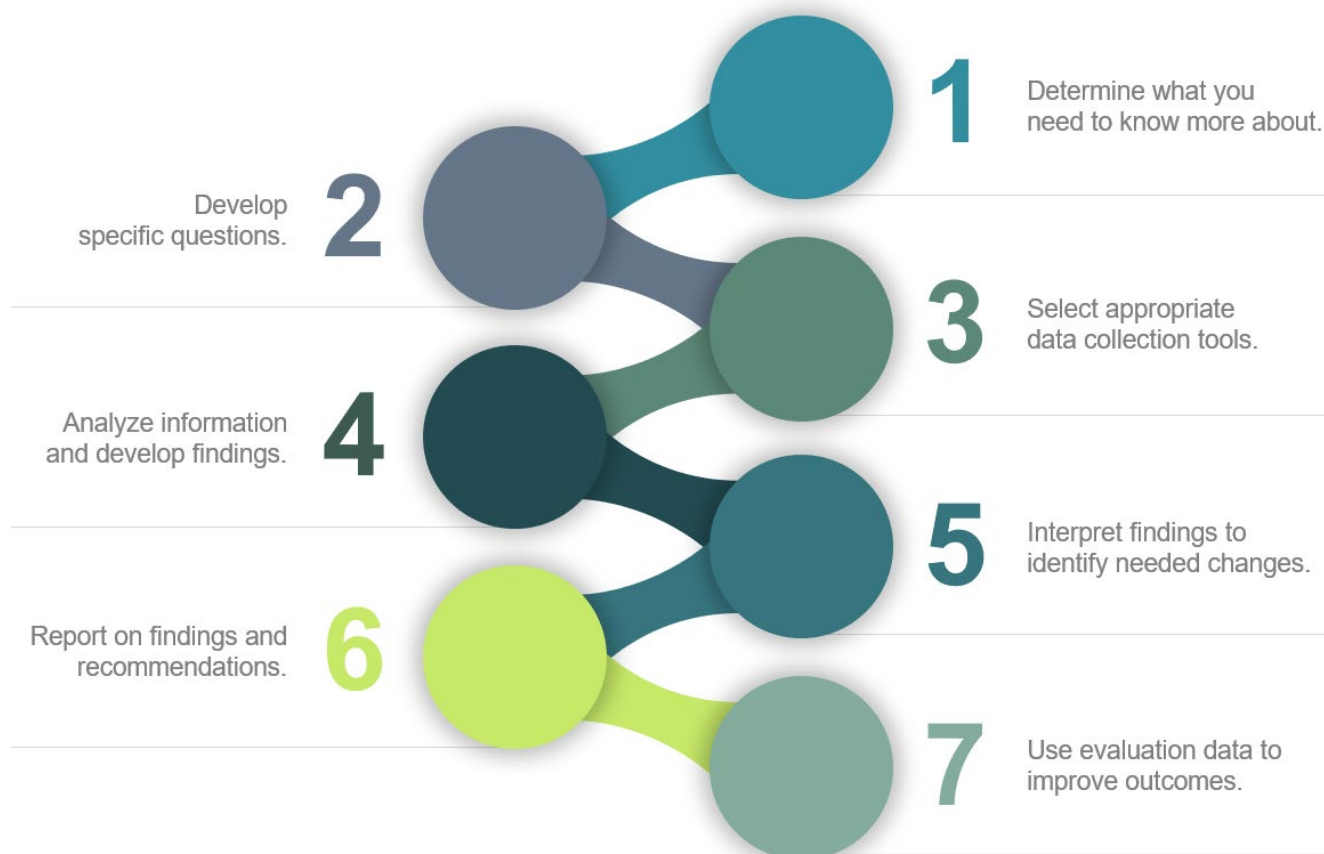 1
Determine what you
need to know more about.
2
Develop
specific questions.
3
Select appropriate
data collection tools.
4
Analyze information
and develop findings.
5
Interpret findings to
identify needed changes.
6
Report on findings and
recommendations.
7
Use evaluation data to
improve outcomes.